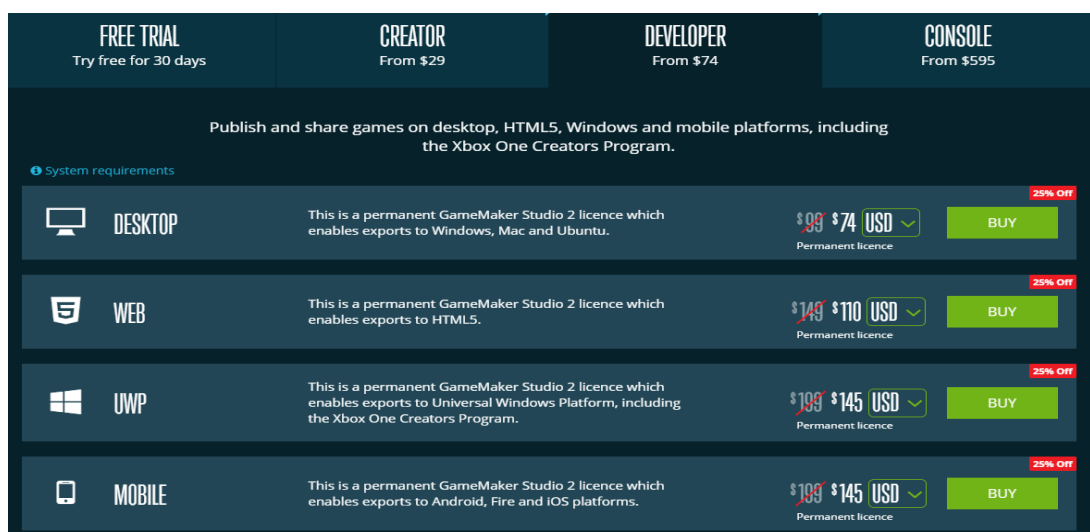 FREE TRIAL
Try free for 30 days
CREATOR
From $29
DEVELOPER
From $74
CONSOLE
From $595
Publish and share games on desktop, HTML5, Windows and mobile platforms, including
the Xbox One Creators Program.
System requirements
25% Off
DESKTOP
This is a permanent GameMaker Studio 2 licence which
enables exports to Windows, Mac and Ubuntu.
$99 $74 USD
Permanent licence
BUY
25% Off
WEB
This is a permanent GameMaker Studio 2 licence which
enables exports to HTML5.
$149 $110 USD
Permanent licence
BUY
25% Off
UWP
This is a permanent GameMaker Studio 2 licence which
enables exports to Universal Windows Platform, including
the Xbox One Creators Program.
$199 $145 USD
Permanent licence
BUY
25% Off
MOBILE
This is a permanent GameMaker Studio 2 licence which
enables exports to Android, Fire and iOS platforms.
$199 $145 USD
Permanent licence
BUY